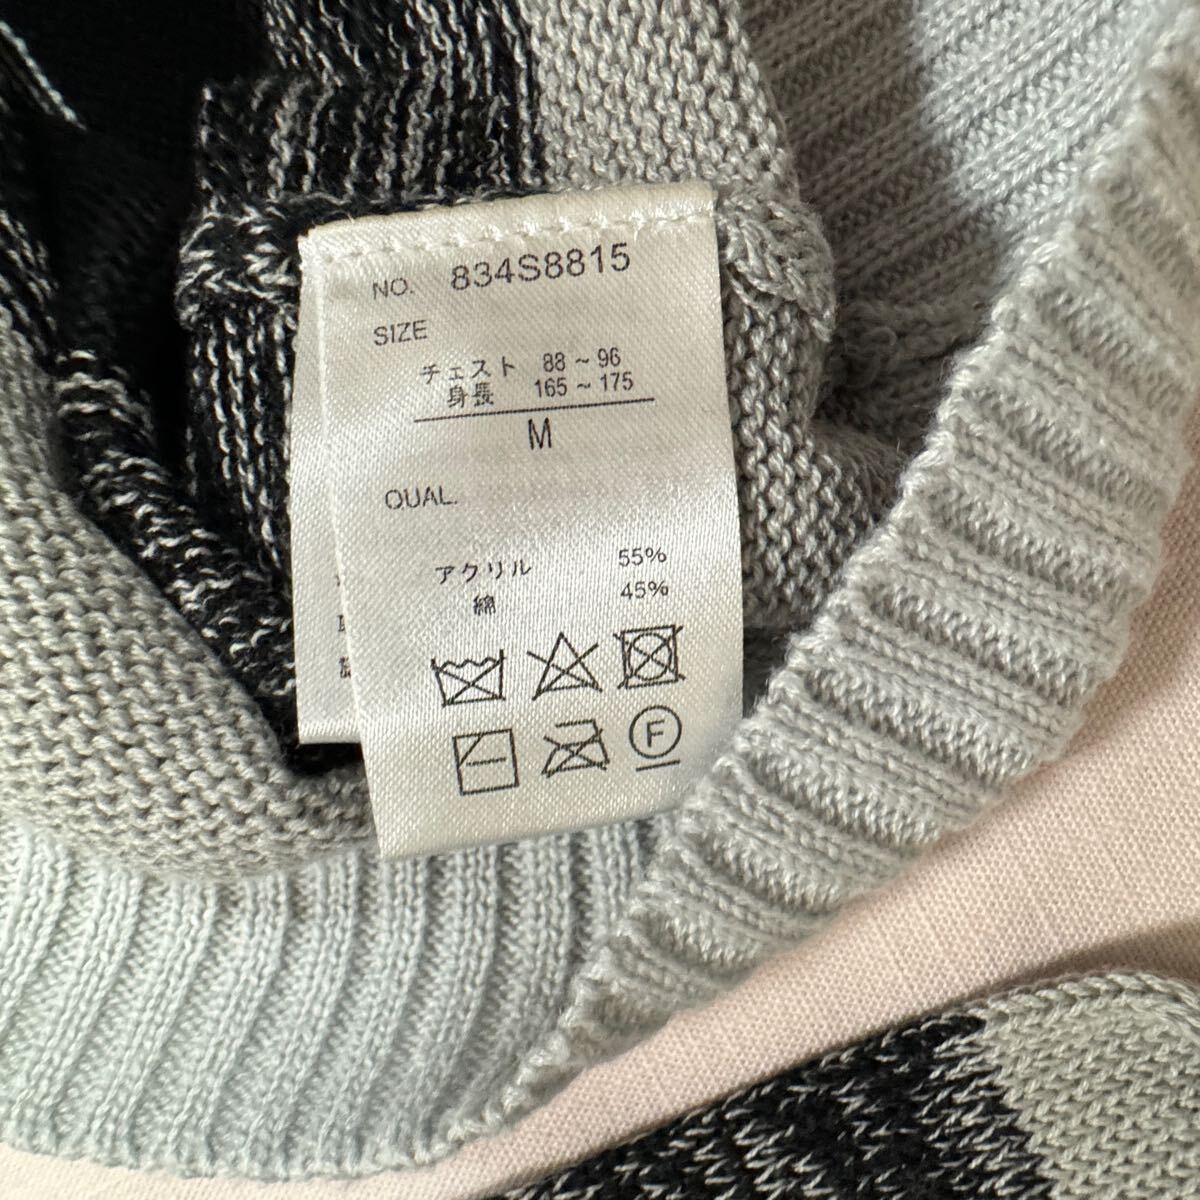 NO. 834S8815
SIZE
チェスト 88 ~ 96
身長 165 ~ 175
M
QUAL.
アクリル 55%
綿 45%
F